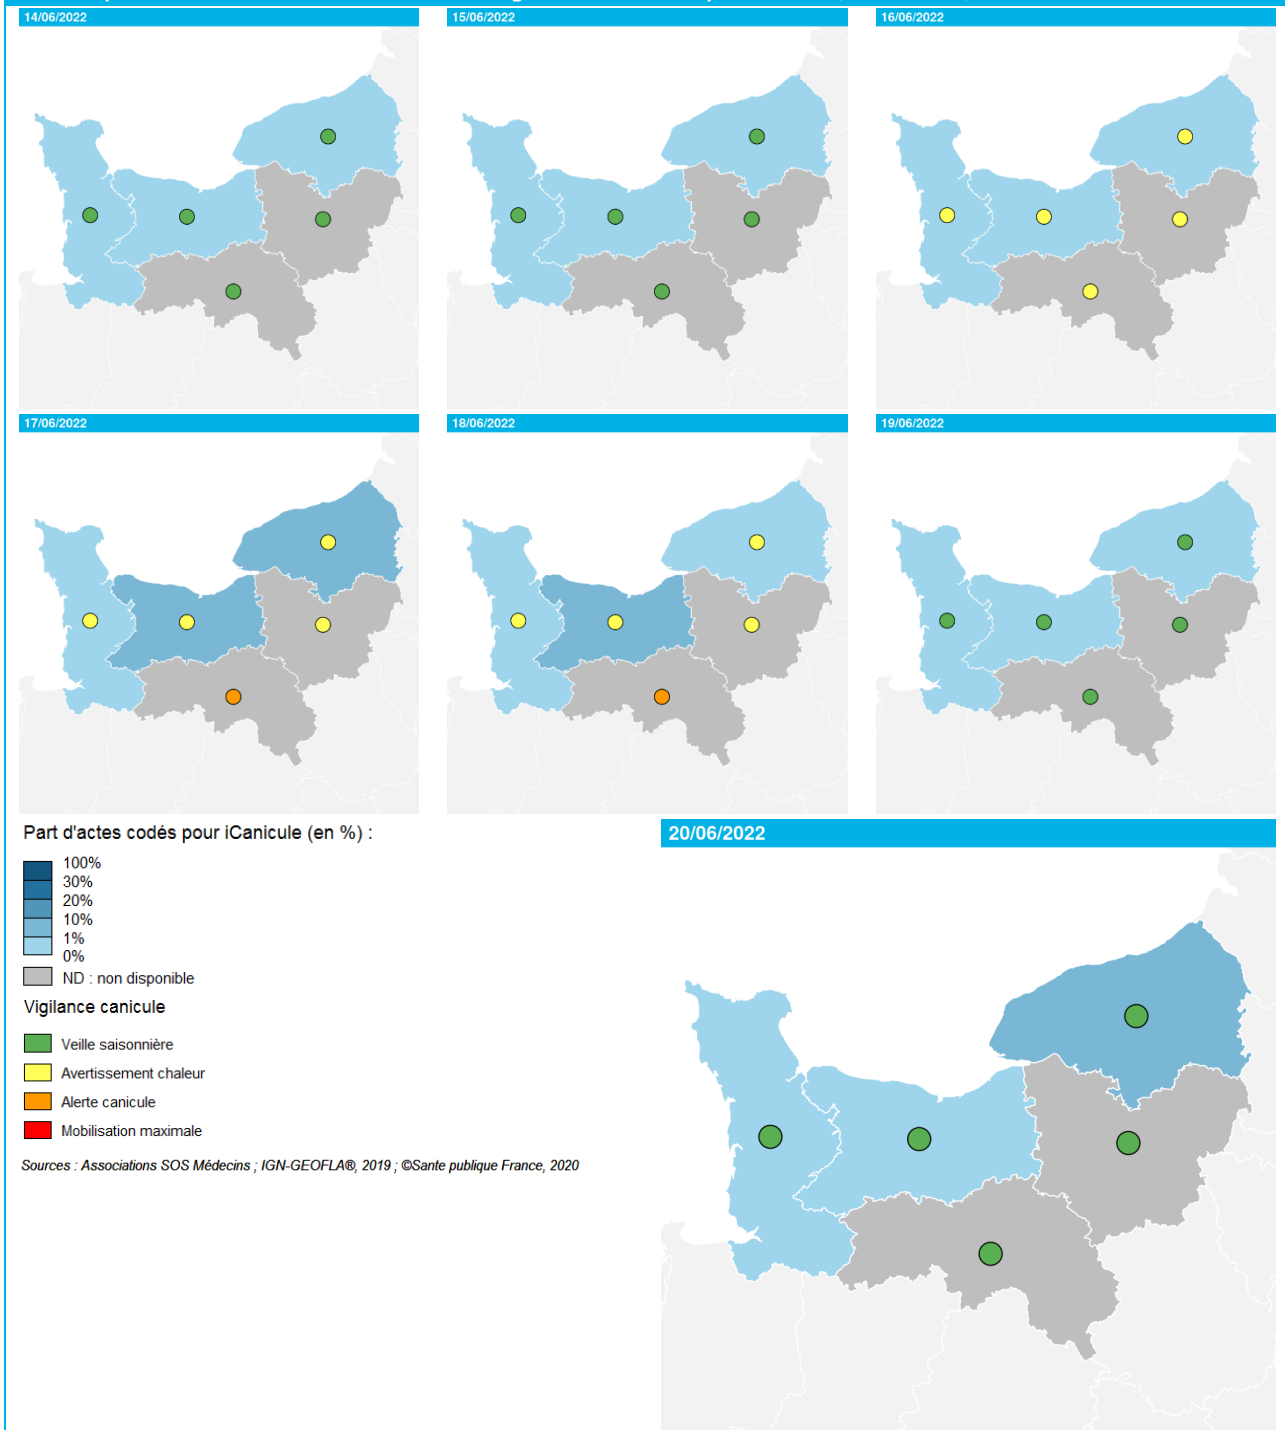 14/06/2022
15/06/2022
16/06/2022
17/06/2022
18/06/2022
19/06/2022
Part d'actes codés pour iCanicule (en %) :
100%
30%
20%
10%
1%
0%
ND : non disponible
Vigilance canicule
Veille saisonnière
Avertissement chaleur
Alerte canicule
Mobilisation maximale
Sources : Associations SOS Médecins ; IGN-GEOFLA®, 2019 ; ©Sante publique France, 2020
20/06/2022